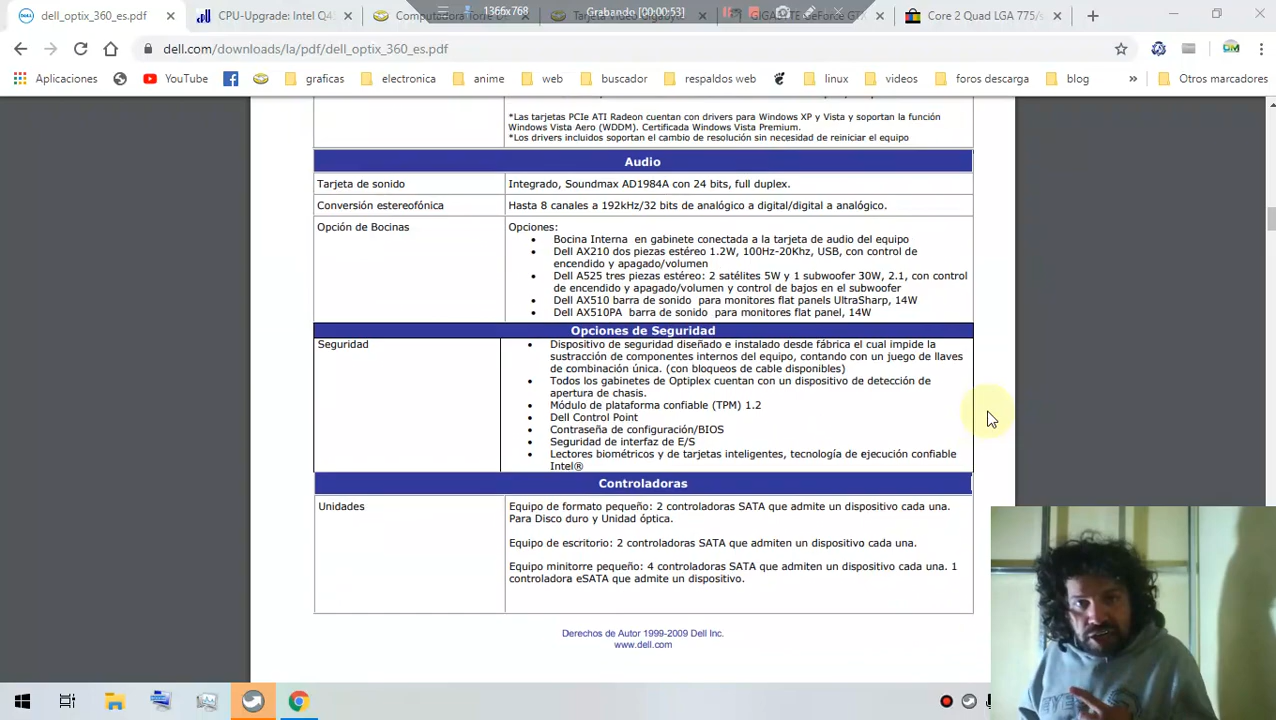 1366x768
Grabando [00:00:53]
dell_optix_360_es.pdf
CPU-Upgrade: Intel Q4
Computadora Torre D
Tarjeta Video Gigabyt
GIGABYTE GeForce GT
Core 2 Quad LGA 775/s
dell.com/downloads/la/pdf/dell_optix_360_es.pdf
Aplicaciones
YouTube
graficas
electronica
anime
web
buscador
respaldos web
linux
videos
foros descarga
blog
»
Otros marcadores
*Las tarjetas PCIe ATI Radeon cuentan con drivers para Windows XP y Vista y soportan la función
Windows Vista Aero (WDDM). Certificada Windows Vista Premium.
*Los drivers incluidos soportan el cambio de resolución sin necesidad de reiniciar el equipo
Audio
Tarjeta de sonido
Integrado, Soundmax AD1984A con 24 bits, full duplex.
Conversión estereofónica
Hasta 8 canales a 192kHz/32 bits de analógico a digital/digital a analógico.
Opción de Bocinas
Opciones:
• Bocina Interna en gabinete conectada a la tarjeta de audio del equipo
• Dell AX210 dos piezas estéreo 1.2W, 100Hz-20Khz, USB, con control de
encendido y apagado/volumen
• Dell A525 tres piezas estéreo: 2 satélites 5W y 1 subwoofer 30W, 2.1, con control
de encendido y apagado/volumen y control de bajos en el subwoofer
• Dell AX510 barra de sonido para monitores flat panels UltraSharp, 14W
• Dell AX510PA barra de sonido para monitores flat panel, 14W
Opciones de Seguridad
Seguridad
• Dispositivo de seguridad diseñado e instalado desde fábrica el cual impide la
sustracción de componentes internos del equipo, contando con un juego de llaves
de combinación única. (con bloqueos de cable disponibles)
• Todos los gabinetes de Optiplex cuentan con un dispositivo de detección de
apertura de chasis.
• Módulo de plataforma confiable (TPM) 1.2
• Dell Control Point
• Contraseña de configuración/BIOS
• Seguridad de interfaz de E/S
• Lectores biométricos y de tarjetas inteligentes, tecnología de ejecución confiable
Intel®
Controladoras
Unidades
Equipo de formato pequeño: 2 controladoras SATA que admite un dispositivo cada una.
Para Disco duro y Unidad óptica.
Equipo de escritorio: 2 controladoras SATA que admiten un dispositivo cada una.
Equipo minitorre pequeño: 4 controladoras SATA que admiten un dispositivo cada una. 1
controladora eSATA que admite un dispositivo.
Derechos de Autor 1999-2009 Dell Inc.
www.dell.com